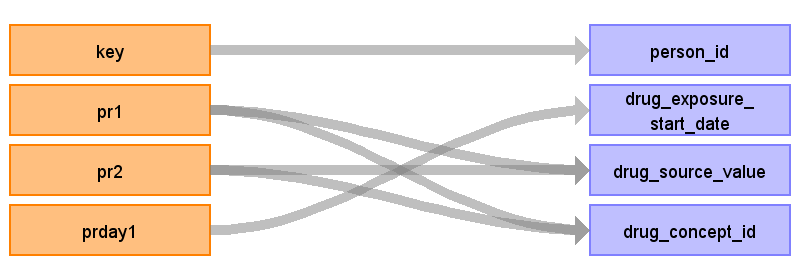 key
person_id
pr1
drug_exposure_
start_date
pr2
drug_source_value
prday1
drug_concept_id